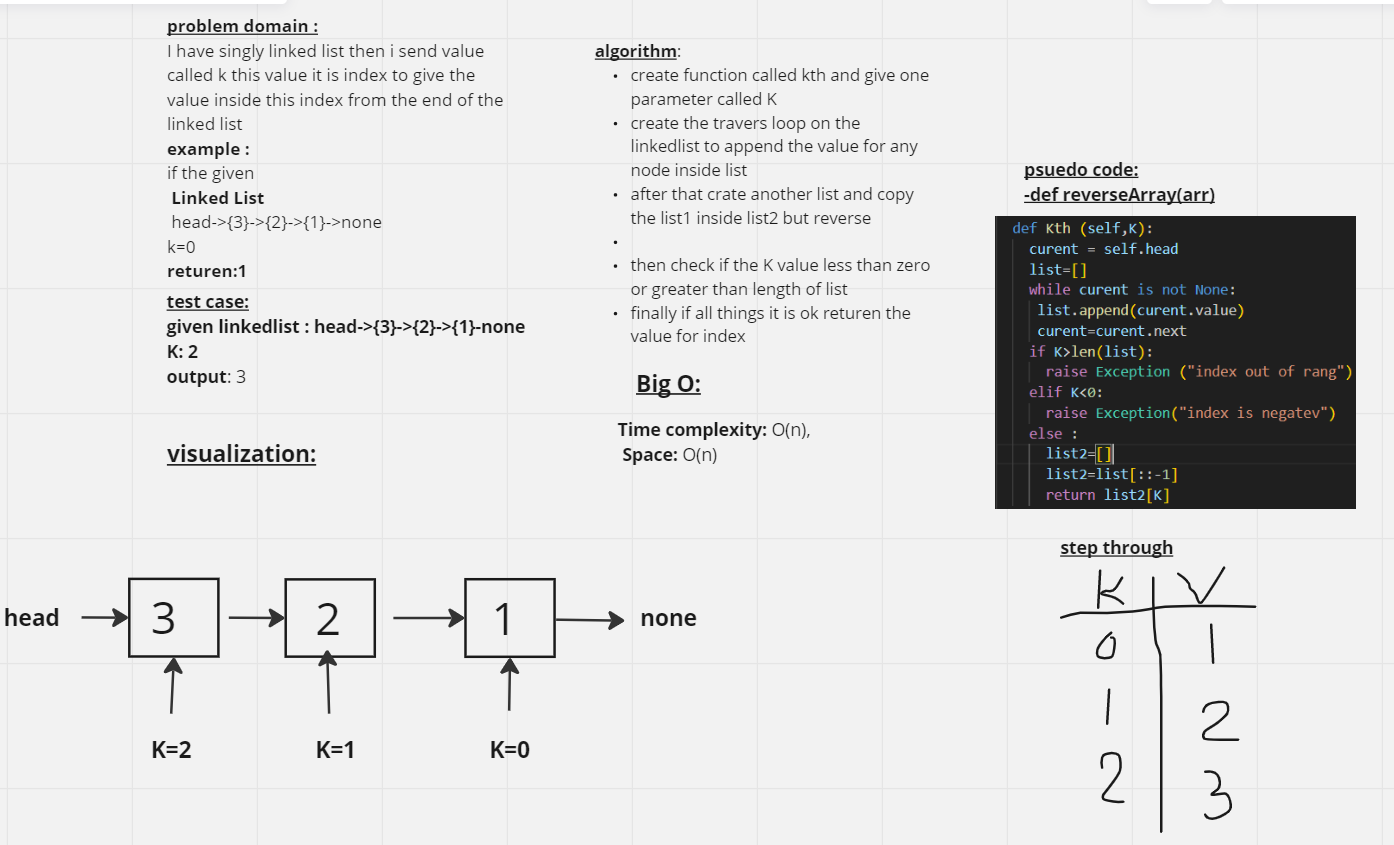 problem domain :
I have singly linked list then i send value
called k this value it is index to give the
value inside this index from the end of the
linked list
example :
if the given
Linked List
head->{3}->{2}->{1}->none
k=0
returen:1
test case:
given linkedlist : head->{3}->{2}->{1}-none
K: 2
output: 3
visualization:
algorithm:
• create function called kth and give one
parameter called K
• create the travers loop on the
linkedlist to append the value for any
node inside list
• after that crate another list and copy
the list1 inside list2 but reverse
•
• then check if the K value less than zero
or greater than length of list
• finally if all things it is ok returen the
value for index
Big O:
Time complexity: O(n),
Space: O(n)
psuedo code:
-def reverseArray(arr)
def Kth (self,K):
curent = self.head
list=[]
while curent is not None:
list.append(curent.value)
curent=curent.next
if K>len(list):
raise Exception ("index out of rang")
elif K<0:
raise Exception("index is negatev")
else :
list2=[]
list2=list[::-1]
return list2[K]
step through
K V
0 1
1 2
2 3
head 3 2 1 none
K=2 K=1 K=0